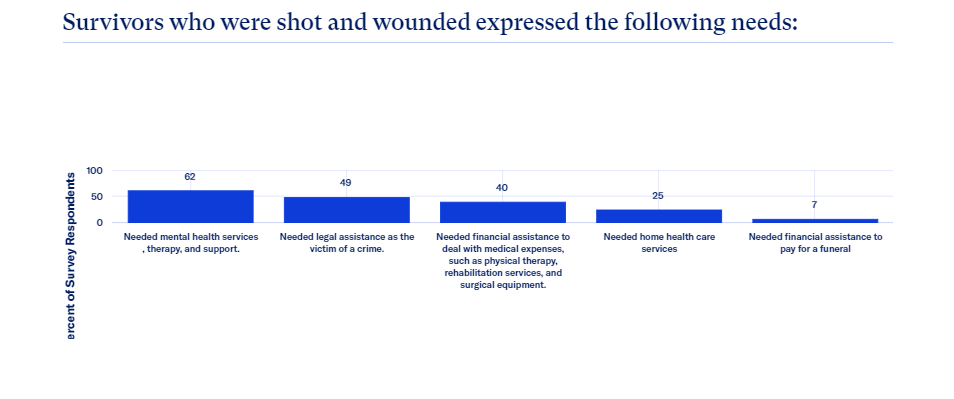 Survivors who were shot and wounded expressed the following needs:
ercent of Survey Respondents
100
50
0
62
49
40
25
7
Needed mental health services
, therapy, and support.
Needed legal assistance as the
victim of a crime.
Needed financial assistance to
deal with medical expenses,
such as physical therapy,
rehabilitation services, and
surgical equipment.
Needed home health care
services
Needed financial assistance to
pay for a funeral